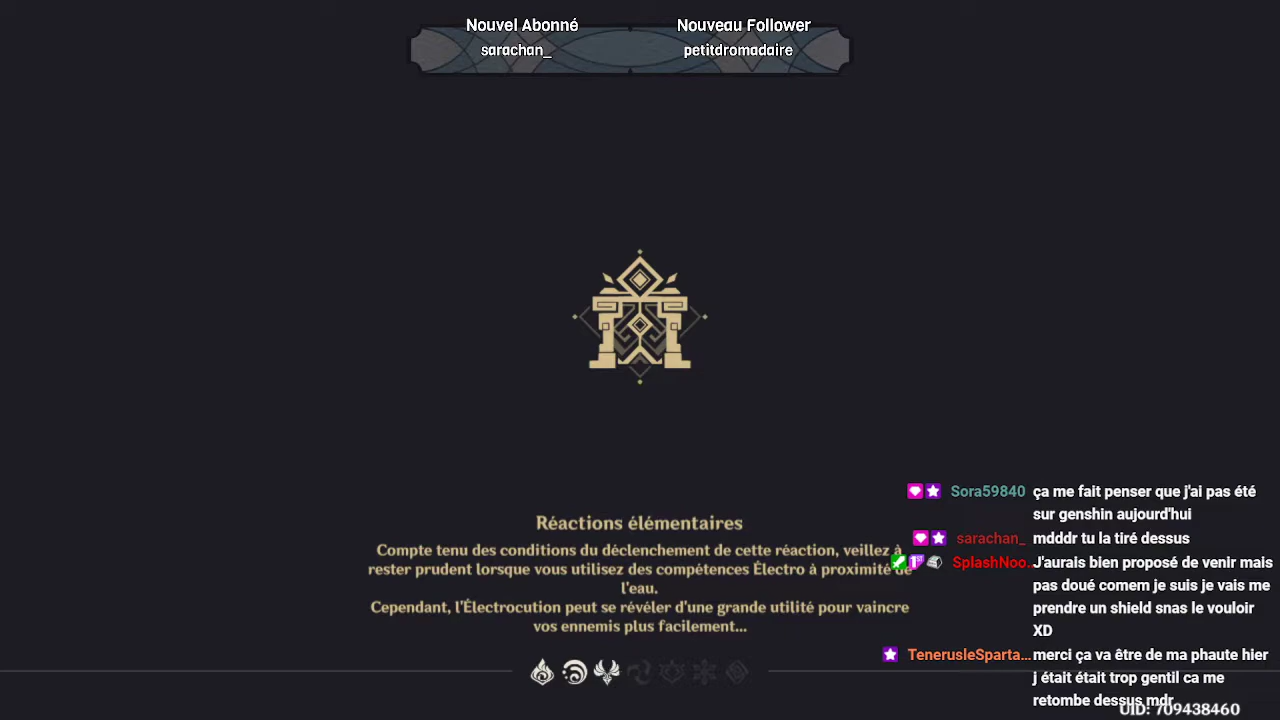 Nouvel Abonné
Nouveau Follower
sarachan_
petitdromadaire
Réactions élémentaires
Compte tenu des conditions du déclenchement de cette réaction, veillez à
rester prudent lorsque vous utilisez des compétences Électro à proximité de
l'eau.
Cependant, l'Électrocution peut se révéler d'une grande utilité pour vaincre
vos ennemis plus facilement...
Sora59840 ça me fait penser que j'ai pas été
sur genshin aujourd'hui
sarachan_ mdddr tu la tiré dessus
SplashNoo... J'aurais bien proposé de venir mais
pas doué comem je suis je vais me
prendre un shield snas le vouloir
XD
TenerusleSparta... merci ça va être de ma phaute hier
j était était trop gentil ca me
retombe dessus mdr
UID: 709438460